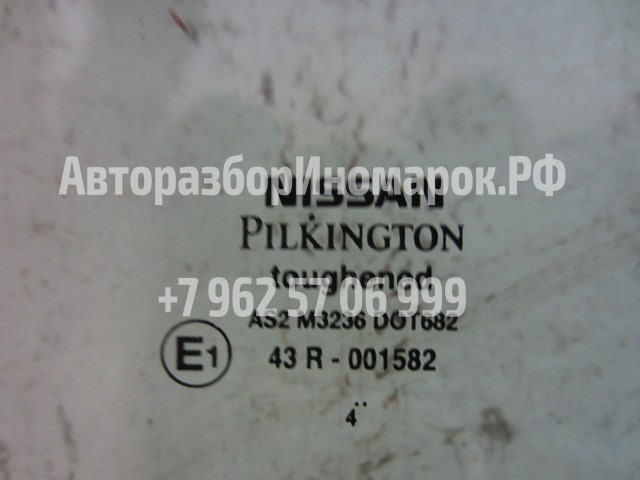 АвторазборИномарок.РФ
NISSAN
PILKINGTON
toughened
+7 962 57 06 999
AS2 M3236 DOT682
E1
43 R - 001582
4